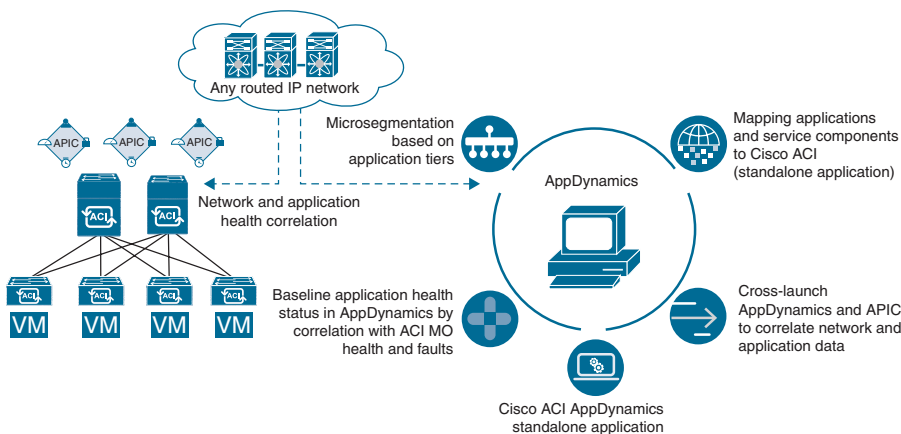 Any routed IP network
APIC
APIC
APIC
ACI
ACI
Network and application
health correlation
ACI
ACI
ACI
ACI
VM
VM
VM
VM
Microsegmentation
based on
application tiers
AppDynamics
Mapping applications
and service components
to Cisco ACI
(standalone application)
Baseline application health
status in AppDynamics by
correlation with ACI MO
health and faults
Cross-launch
AppDynamics and APIC
to correlate network and
application data
Cisco ACI AppDynamics
standalone application